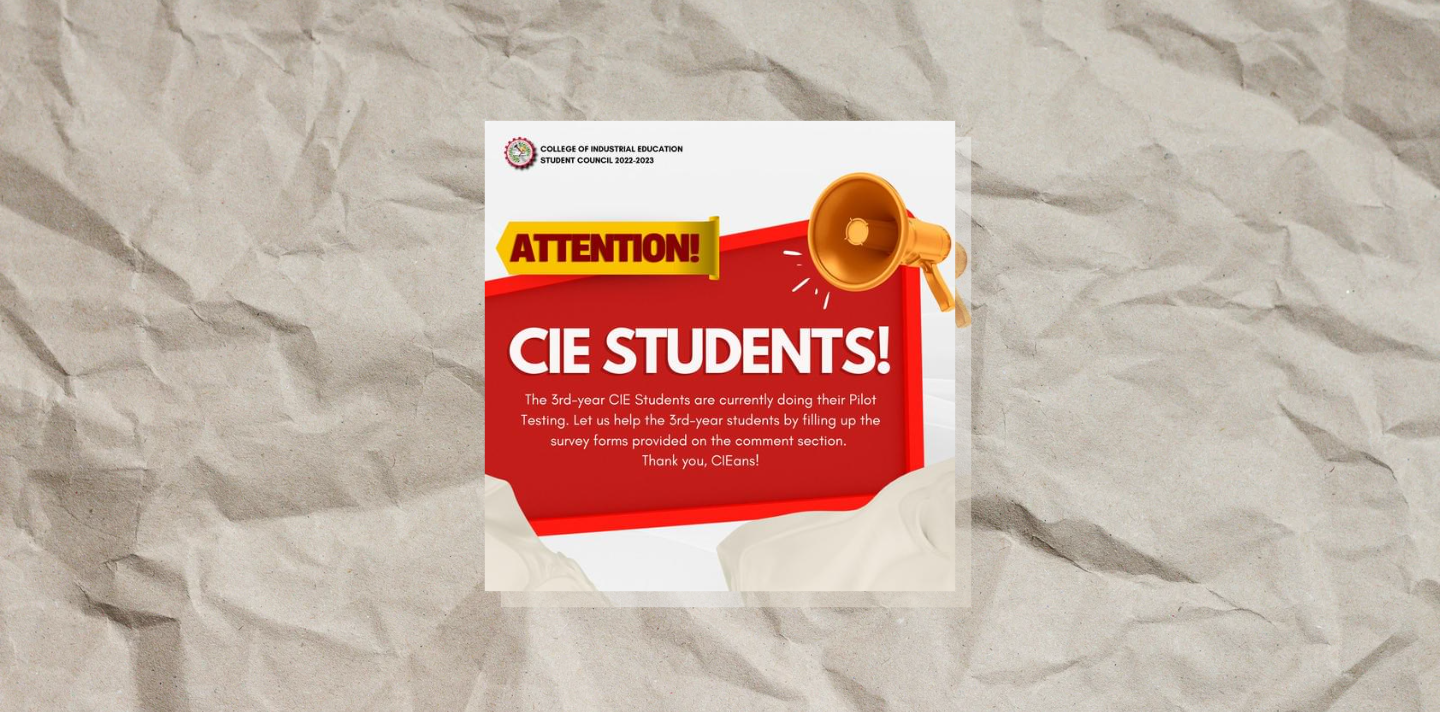 COLLEGE OF INDUSTRIAL EDUCATION
STUDENT COUNCIL 2022-2023
ATTENTION!
CIE STUDENTS!
The 3rd-year CIE Students are currently doing their Pilot
Testing. Let us help the 3rd-year students by filling up the
survey forms provided on the comment section.
Thank you, CIEans!